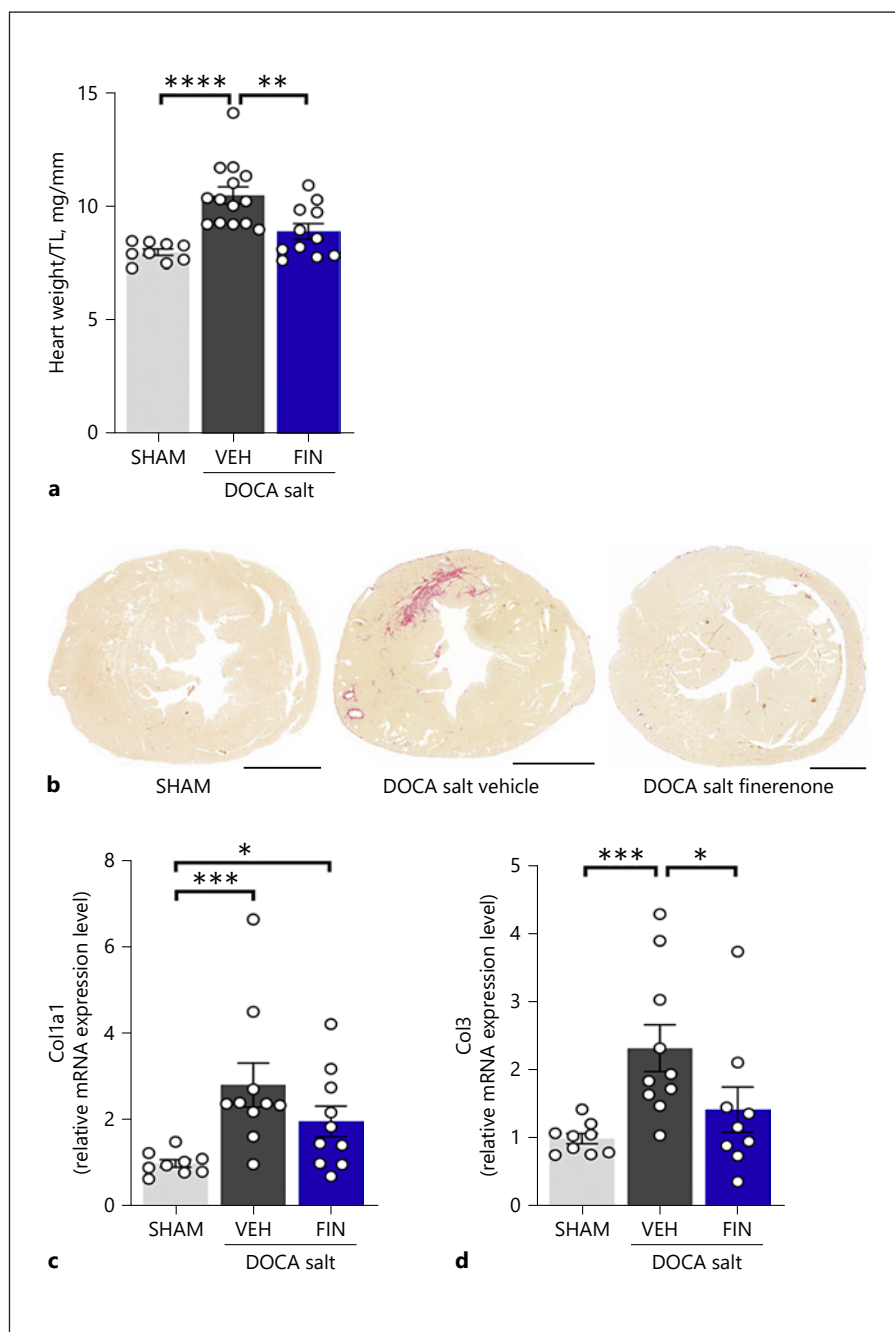 **** **
15
10
5
0
Heart weight/TL, mg/mm
SHAM VEH FIN
DOCA salt
a
b
SHAM DOCA salt vehicle DOCA salt finerenone
*
***
8
6
4
2
0
Col1a1
(relative mRNA expression level)
SHAM VEH FIN
DOCA salt
c
*** *
5
4
3
2
1
0
Col3
(relative mRNA expression level)
SHAM VEH FIN
DOCA salt
d